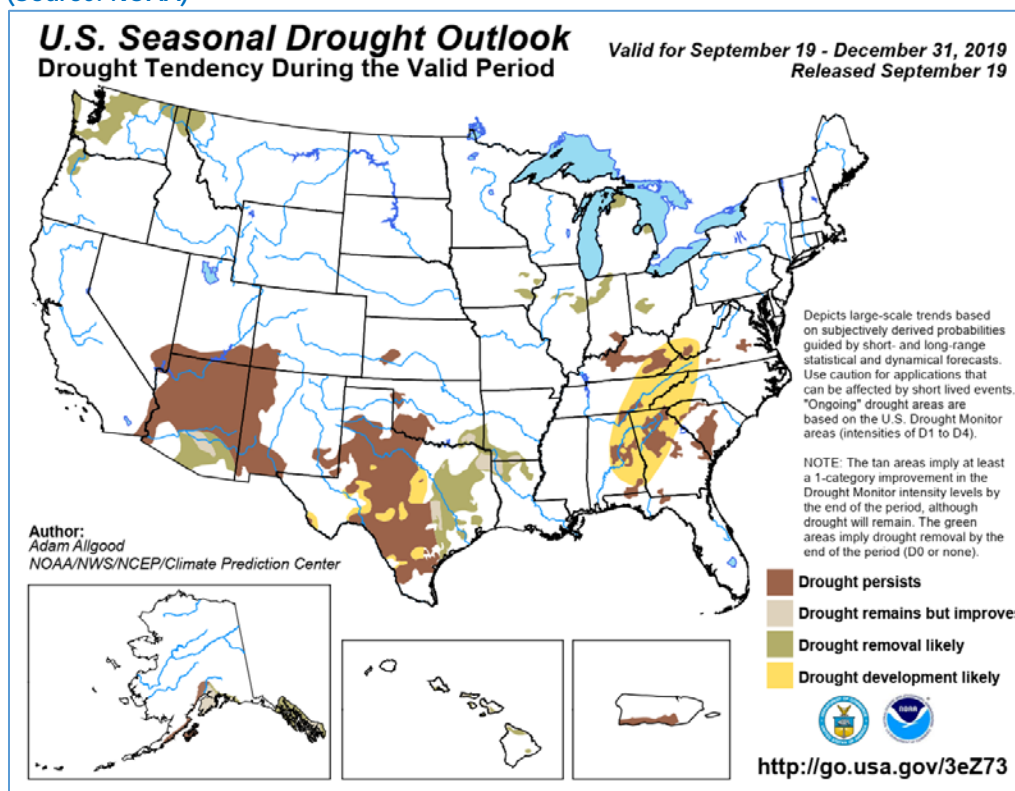 (Source: NOAA)
U.S. Seasonal Drought Outlook
Drought Tendency During the Valid Period
Valid for September 19 - December 31, 2019
Released September 19
Depicts large-scale trends based
on subjectively derived probabilities
guided by short- and long-range
statistical and dynamical forecasts.
Use caution for applications that
can be affected by short lived events.
"Ongoing" drought areas are
based on the U.S. Drought Monitor
areas (intensities of D1 to D4).
NOTE: The tan areas imply at least
a 1-category improvement in the
Drought Monitor intensity levels by
the end of the period, although
drought will remain. The green
areas imply drought removal by the
end of the period (D0 or none).
Author:
Adam Allgood
NOAA/NWS/NCEP/Climate Prediction Center
Drought persists
Drought remains but improves
Drought removal likely
Drought development likely
NOAA
http://go.usa.gov/3eZ73